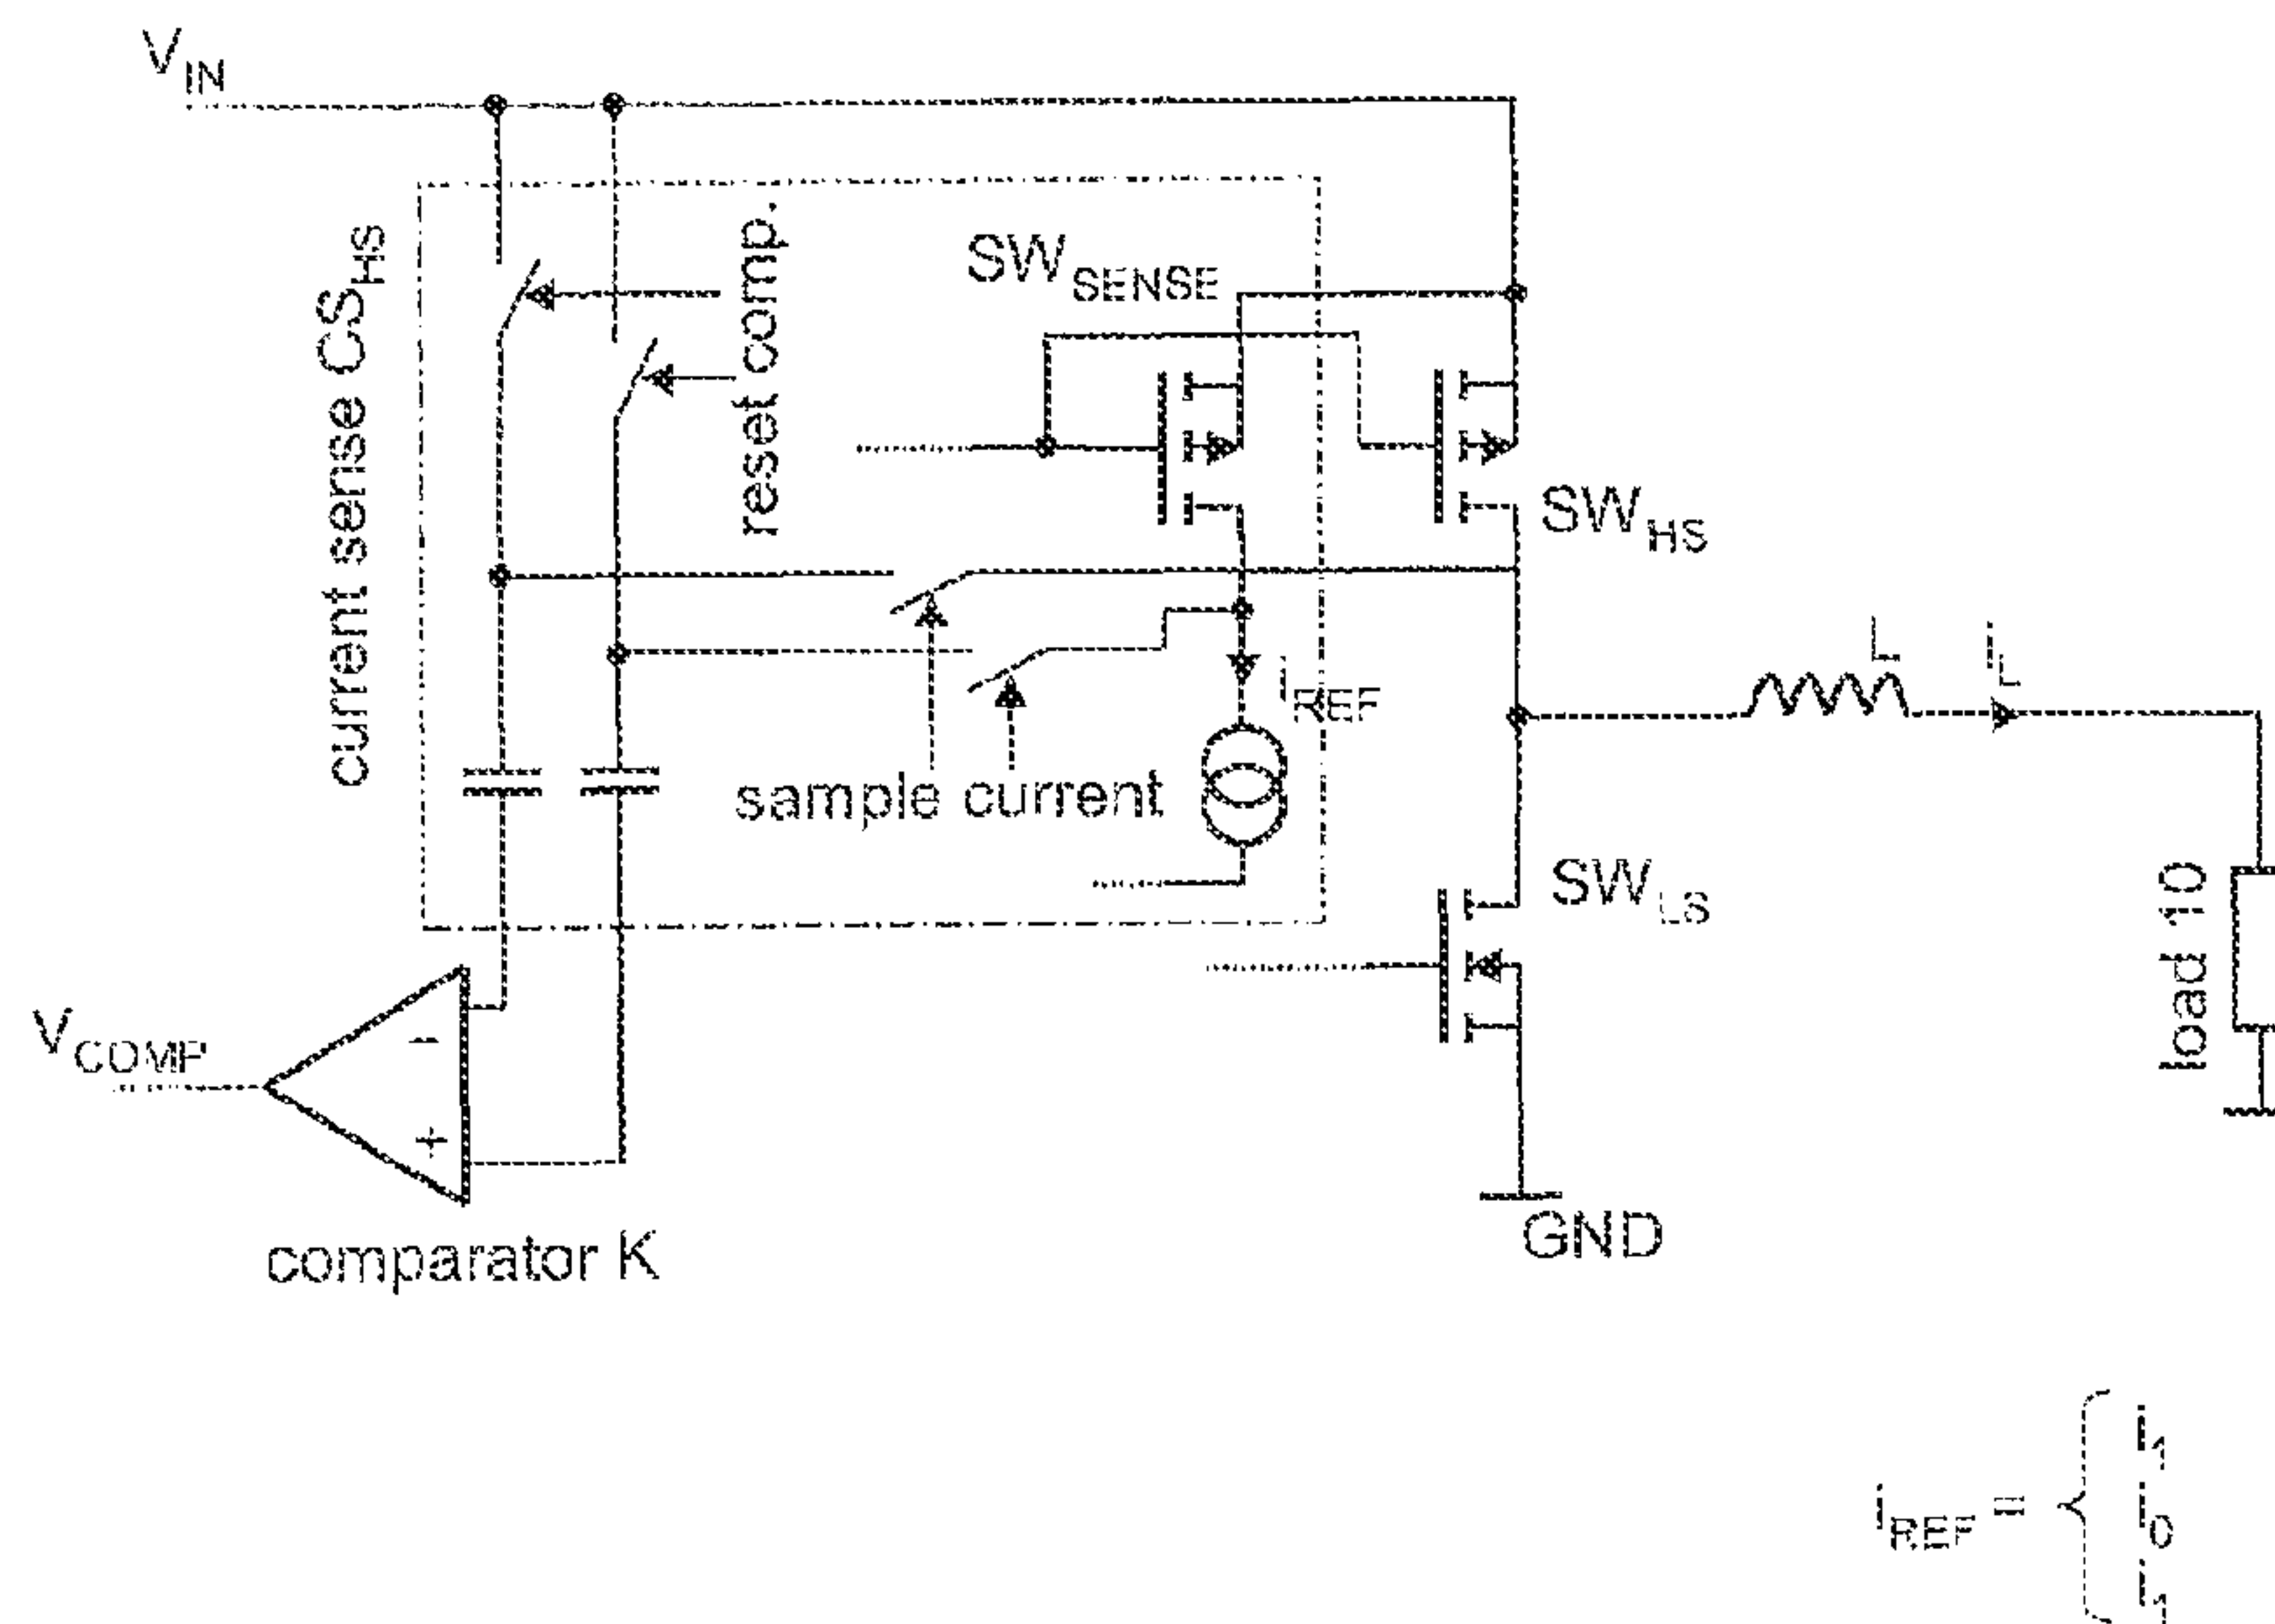 V_IN
current sense CS_HS
reset comp.
SW_SENSE
SW_HS
i_REF
sample current
L
i_L
SW_LS
load 10
V_COMP
−
+
comparator K
GND
i_REF = {
i_1
i_0
i_1